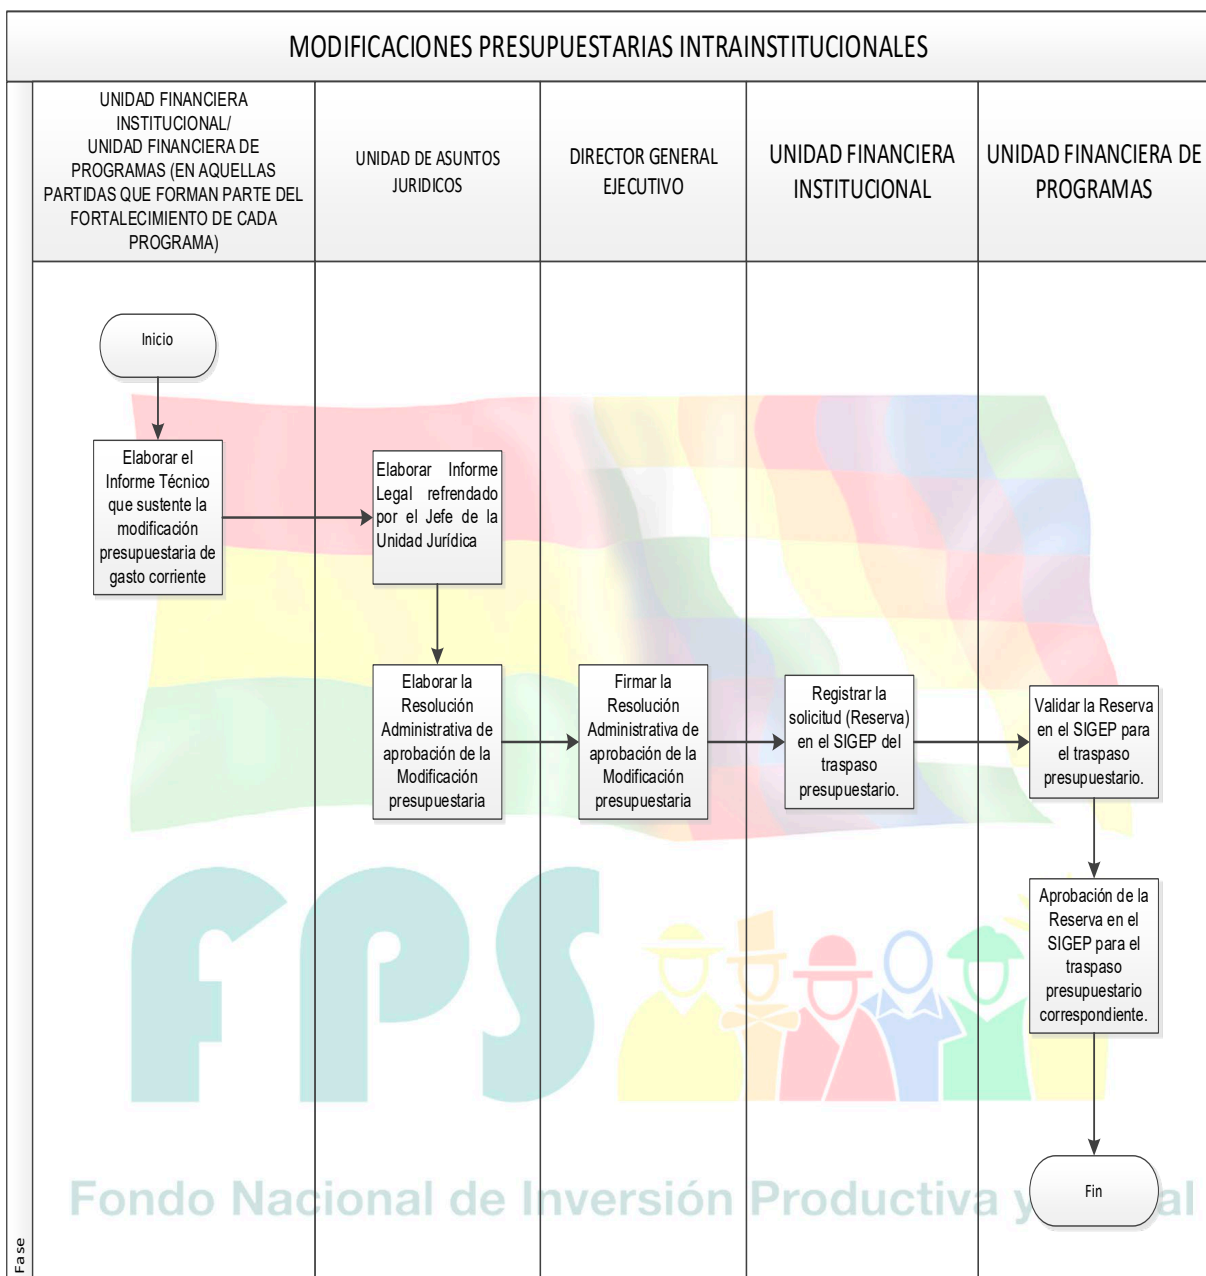 MODIFICACIONES PRESUPUESTARIAS INTRAINSTITUCIONALES
UNIDAD FINANCIERA
INSTITUCIONAL/
UNIDAD FINANCIERA DE
PROGRAMAS (EN AQUELLAS
PARTIDAS QUE FORMAN PARTE DEL
FORTALECIMIENTO DE CADA
PROGRAMA)
UNIDAD DE ASUNTOS
JURIDICOS
DIRECTOR GENERAL
EJECUTIVO
UNIDAD FINANCIERA
INSTITUCIONAL
UNIDAD FINANCIERA DE
PROGRAMAS
Inicio
Elaborar el
Informe Técnico
que sustente la
modificación
presupuestaria de
gasto corriente
Elaborar Informe
Legal refrendado
por el Jefe de la
Unidad Jurídica
Elaborar la
Resolución
Administrativa de
aprobación de la
Modificación
presupuestaria
Firmar la
Resolución
Administrativa de
aprobación de la
Modificación
presupuestaria
Registrar la
solicitud (Reserva)
en el SIGEP del
traspaso
presupuestario.
Validar la Reserva
en el SIGEP para
el traspaso
presupuestario.
Aprobación de la
Reserva en el
SIGEP para el
traspaso
presupuestario
correspondiente.
Fin
FPS
Fondo Nacional de Inversión Productiva y
Fase